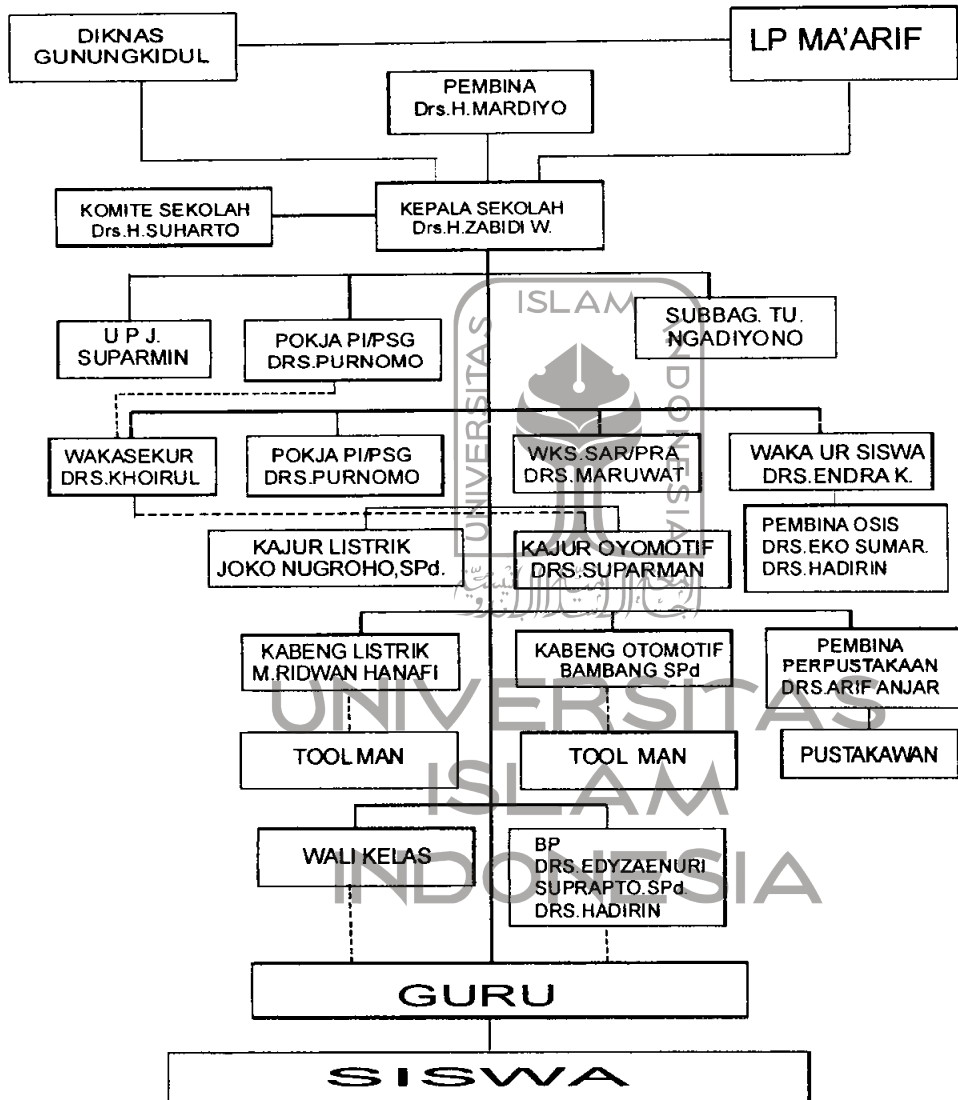 DIKNAS
GUNUNGKIDUL
LP MA'ARIF
PEMBINA
Drs.H.MARDIYO
KOMITE SEKOLAH
Drs.H.SUHARTO
KEPALA SEKOLAH
Drs.H.ZABIDI W.
U P J.
SUPARMIN
POKJA PI/PSG
DRS.PURNOMO
SUBBAG. TU.
NGADIYONO
WAKASEKUR
DRS.KHOIRUL
POKJA PI/PSG
DRS.PURNOMO
WKS.SAR/PRA
DRS.MARUWAT
WAKA UR SISWA
DRS.ENDRA K.
KAJUR LISTRIK
JOKO NUGROHO,SPd.
KAJUR OYOMOTIF
DRS.SUPARMAN
PEMBINA OSIS
DRS.EKO SUMAR.
DRS.HADIRIN
KABENG LISTRIK
M.RIDWAN HANAFI
KABENG OTOMOTIF
BAMBANG SPd
PEMBINA
PERPUSTAKAAN
DRS.ARIF ANJAR
TOOL MAN
TOOL MAN
PUSTAKAWAN
WALI KELAS
BP
DRS.EDYZAENURI
SUPRAPTO.SPd.
DRS.HADIRIN
GURU
SISWA
UNIVERSITAS
ISLAM
INDONESIA
UNIVERSITAS
ISLAM
INDONESIA